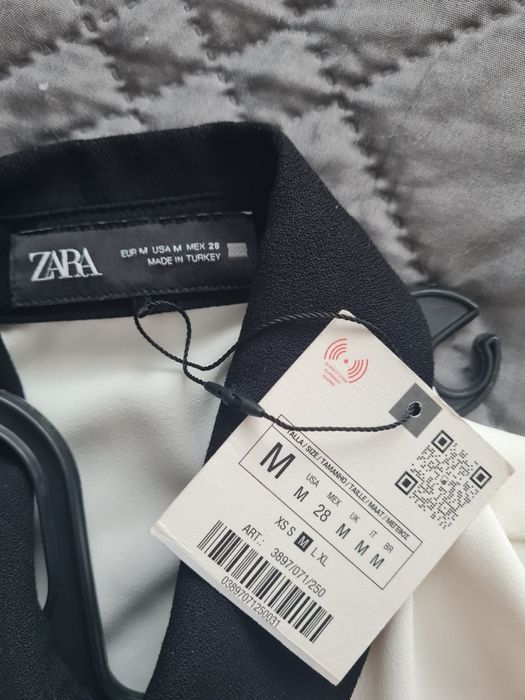 ZARA
EUR M USA M MEX 28
MADE IN TURKEY
TALLA / SIZE / TAMANHO / TAILLE / MAAT / ΜΕΓΕΘΟΣ
M
USA MEX UK IT BR
M 28 M M M
XS S M L XL
ART.: 3897/071/250
03897071250031